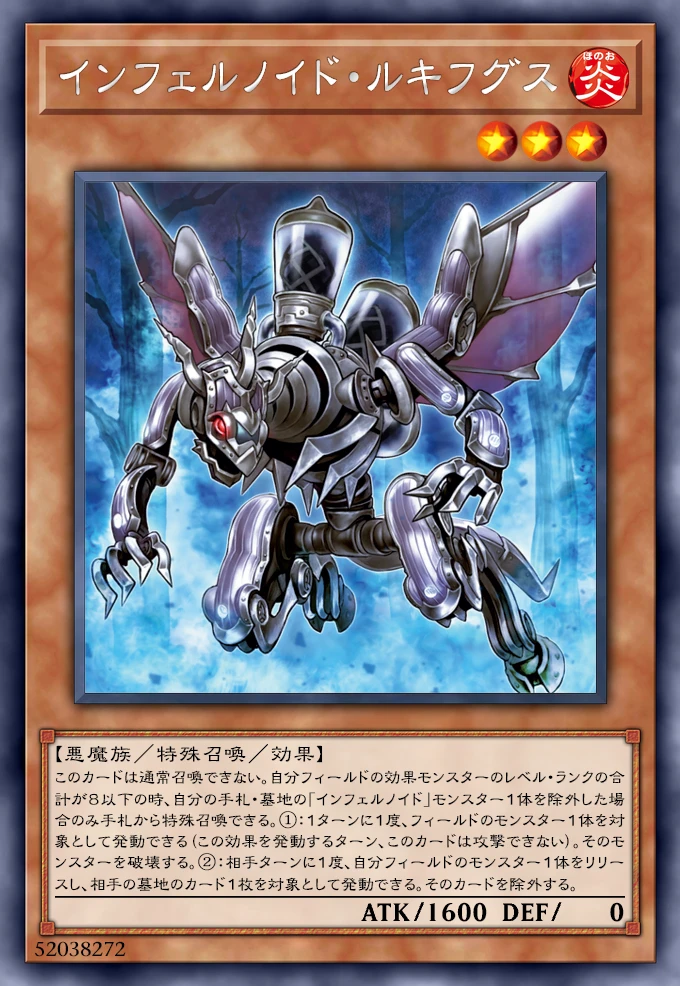 インフェルノイド・ルキフグス
ほのお
炎
【悪魔族／特殊召喚／効果】
このカードは通常召喚できない。自分フィールドの効果モンスターのレベル・ランクの合
計が８以下の時、自分の手札・墓地の「インフェルノイド」モンスター１体を除外した場
合のみ手札から特殊召喚できる。①：１ターンに１度、フィールドのモンスター１体を対
象として発動できる（この効果を発動するターン、このカードは攻撃できない）。そのモ
ンスターを破壊する。②：相手ターンに１度、自分フィールドのモンスター１体をリリー
スし、相手の墓地のカード１枚を対象として発動できる。そのカードを除外する。
ATK/1600 DEF/ 0
52038272